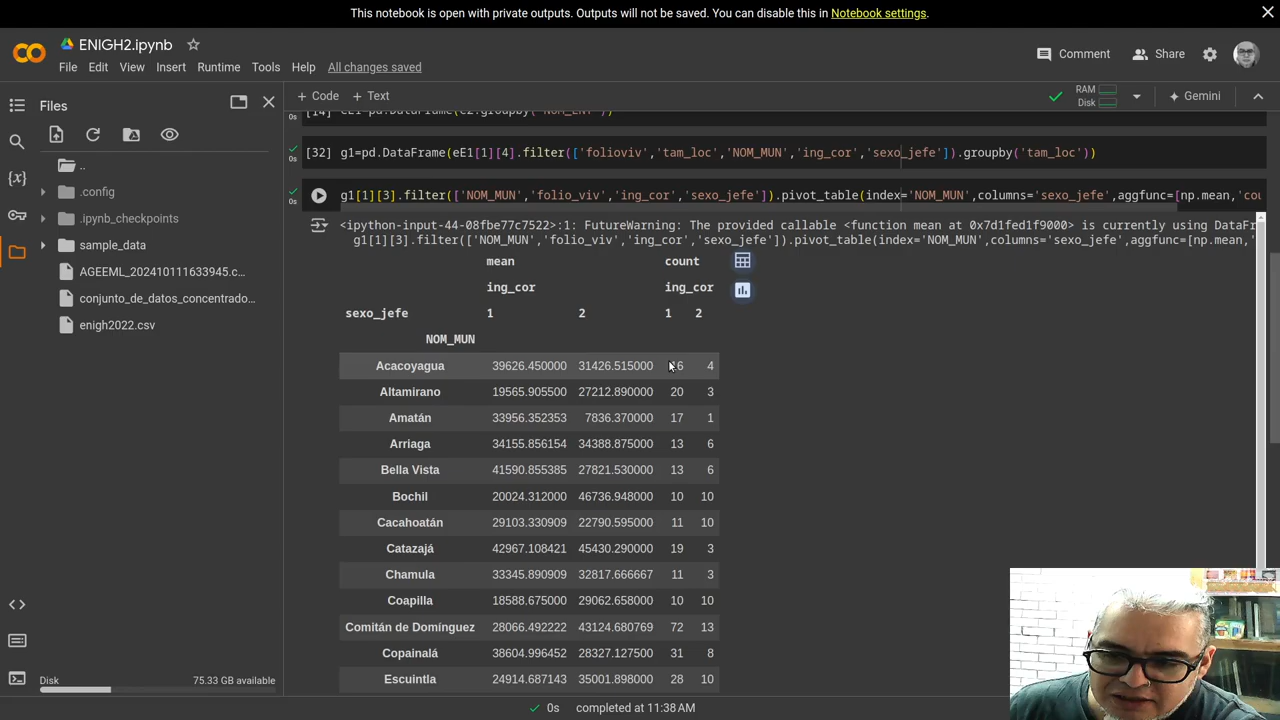 This notebook is open with private outputs. Outputs will not be saved. You can disable this in Notebook settings.
ENIGH2.ipynb
File Edit View Insert Runtime Tools Help All changes saved
Comment Share
Files
+ Code + Text
RAM
Disk
Gemini
..
.config
.ipynb_checkpoints
sample_data
AGEEML_202410111633945.c...
conjunto_de_datos_concentrado...
enigh2022.csv
Disk 75.33 GB available
0s
[32] g1=pd.DataFrame(eE1[1][4].filter(['folioviv','tam_loc','NOM_MUN','ing_cor','sexo_jefe']).groupby('tam_loc'))
0s
g1[1][3].filter(['NOM_MUN','folio_viv','ing_cor','sexo_jefe']).pivot_table(index='NOM_MUN',columns='sexo_jefe',aggfunc=[np.mean,'cou
0s
<ipython-input-44-08fbe77c7522>:1: FutureWarning: The provided callable <function mean at 0x7d1fed1f9000> is currently using DataFr
g1[1][3].filter(['NOM_MUN','folio_viv','ing_cor','sexo_jefe']).pivot_table(index='NOM_MUN',columns='sexo_jefe',aggfunc=[np.mean,'
mean count
ing_cor ing_cor
sexo_jefe 1 2 1 2
NOM_MUN
Acacoyagua 39626.450000 31426.515000 4
Altamirano 19565.905500 27212.890000 20 3
Amatán 33956.352353 7836.370000 17 1
Arriaga 34155.856154 34388.875000 13 6
Bella Vista 41590.855385 27821.530000 13 6
Bochil 20024.312000 46736.948000 10 10
Cacahoatán 29103.330909 22790.595000 11 10
Catazajá 42967.108421 45430.290000 19 3
Chamula 33345.890909 32817.666667 11 3
Coapilla 18588.675000 29062.658000 10 10
Comitán de Domínguez 28066.492222 43124.680769 72 13
Copainalá 38604.996452 28327.127500 31 8
Escuintla 24914.687143 35001.898000 28 10
0s completed at 11:38 AM